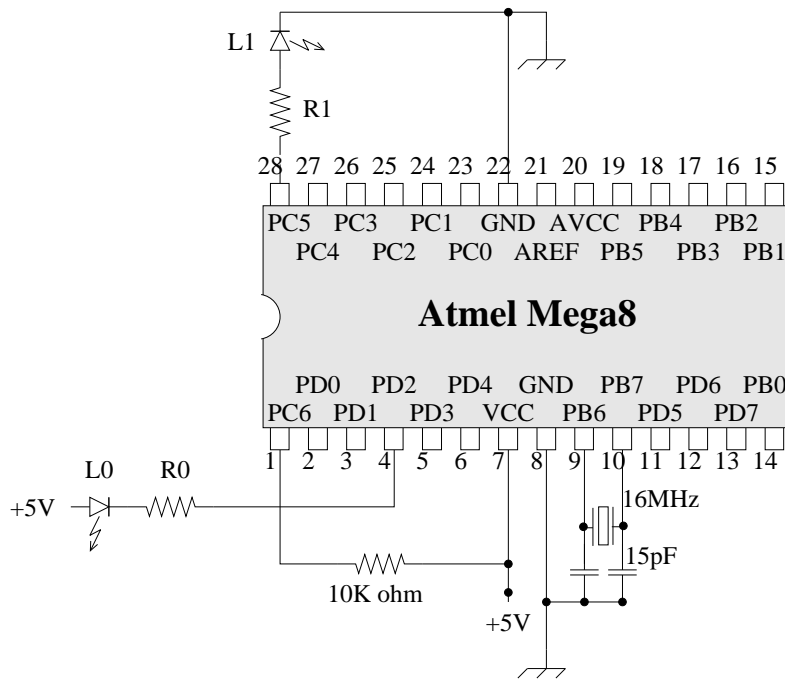 L1
R1
28 27 26 25 24 23 22 21 20 19 18 17 16 15
PC5 PC3 PC1 GND AVCC PB4 PB2
PC4 PC2 PC0 AREF PB5 PB3 PB1
Atmel Mega8
PD0 PD2 PD4 GND PB7 PD6 PB0
PC6 PD1 PD3 VCC PB6 PD5 PD7
1 2 3 4 5 6 7 8 9 10 11 12 13 14
L0 R0
+5V
16MHz
15pF
10K ohm
+5V